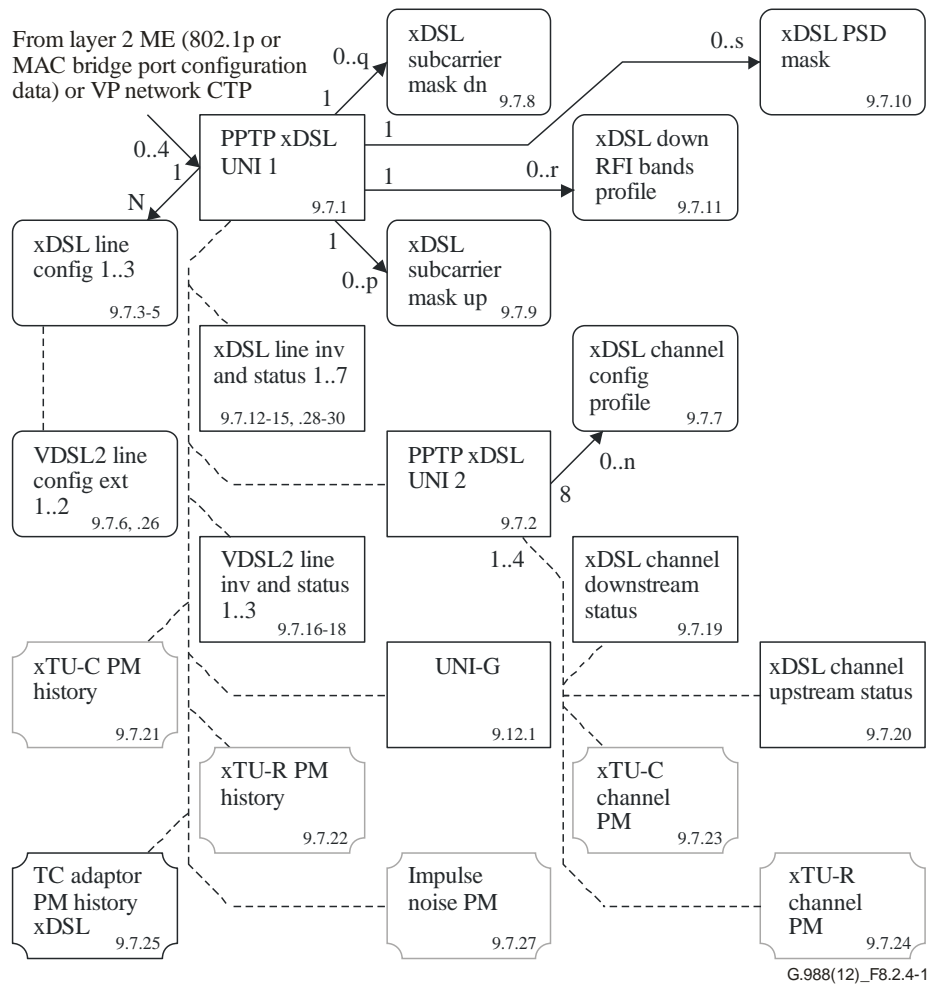 From layer 2 ME (802.1p or
MAC bridge port configuration
data) or VP network CTP
0..4
1
N
PPTP xDSL
UNI 1
9.7.1
1
0..q
xDSL
subcarrier
mask dn
9.7.8
1
0..s
xDSL PSD
mask
9.7.10
1
0..r
xDSL down
RFI bands
profile
9.7.11
1
0..p
xDSL
subcarrier
mask up
9.7.9
xDSL line
config 1..3
9.7.3-5
xDSL line inv
and status 1..7
9.7.12-15, .28-30
xDSL channel
config
profile
9.7.7
VDSL2 line
config ext
1..2
9.7.6, .26
PPTP xDSL
UNI 2
9.7.2
8
0..n
1..4
VDSL2 line
inv and status
1..3
9.7.16-18
xDSL channel
downstream
status
9.7.19
xTU-C PM
history
9.7.21
UNI-G
9.12.1
xDSL channel
upstream status
9.7.20
xTU-R PM
history
9.7.22
xTU-C
channel
PM
9.7.23
TC adaptor
PM history
xDSL
9.7.25
Impulse
noise PM
9.7.27
xTU-R
channel
PM
9.7.24
G.988(12)_F8.2.4-1